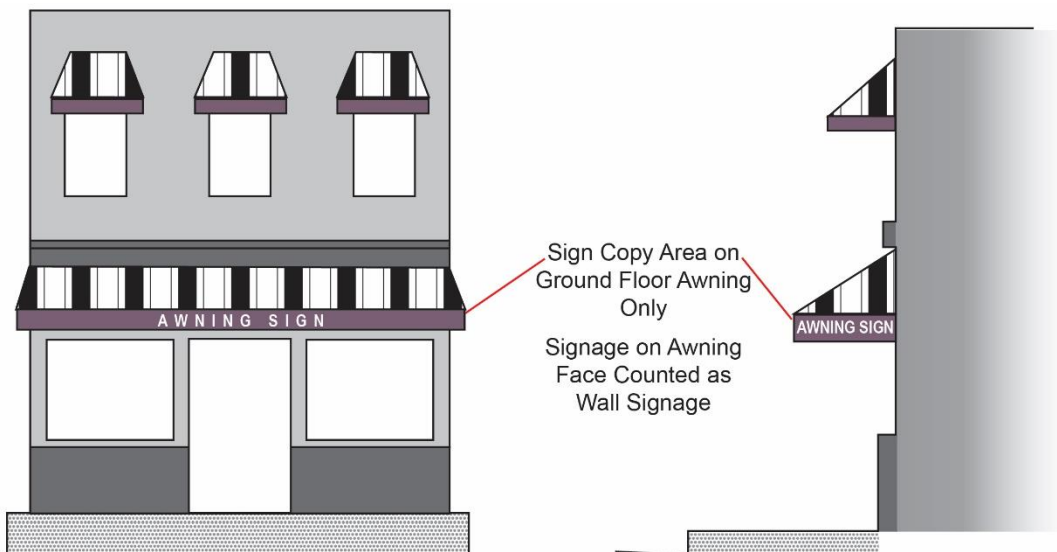 Sign Copy Area on
Ground Floor Awning
Only
AWNING SIGN
AWNING SIGN
Signage on Awning
Face Counted as
Wall Signage